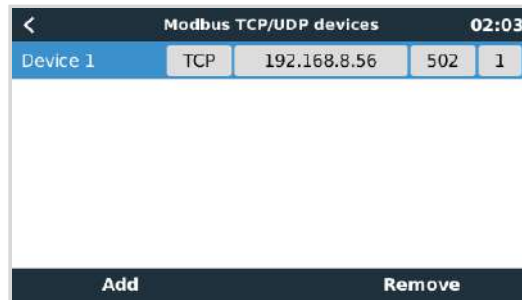 < Modbus TCP/UDP devices 02:03
Device 1 TCP 192.168.8.56 502 1
Add Remove